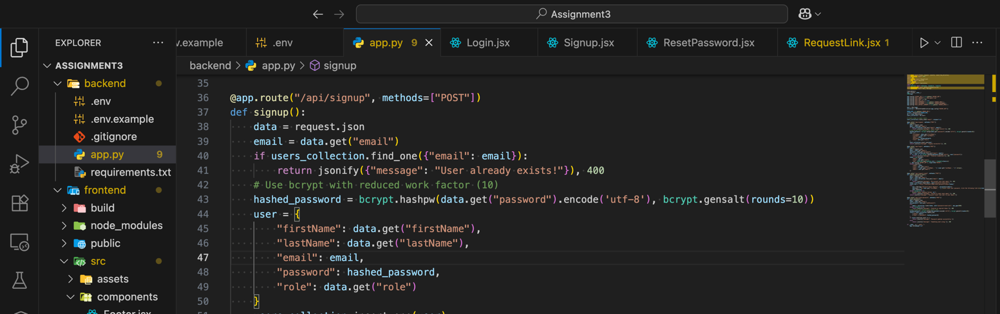 Assignment3
EXPLORER
ASSIGNMENT3
backend
.env
.env.example
.gitignore
app.py 9
requirements.txt
frontend
build
node_modules
public
src
assets
components
Footer.jsx
v.example
.env
app.py 9
Login.jsx
Signup.jsx
ResetPassword.jsx
RequestLink.jsx 1
backend > app.py > signup
35
36 @app.route("/api/signup", methods=["POST"])
37 def signup():
38 data = request.json
39 email = data.get("email")
40 if users_collection.find_one({"email": email}):
41 return jsonify({"message": "User already exists!"}), 400
42 # Use bcrypt with reduced work factor (10)
43 hashed_password = bcrypt.hashpw(data.get("password").encode('utf-8'), bcrypt.gensalt(rounds=10))
44 user = {
45 "firstName": data.get("firstName"),
46 "lastName": data.get("lastName"),
47 "email": email,
48 "password": hashed_password,
49 "role": data.get("role")
50 }